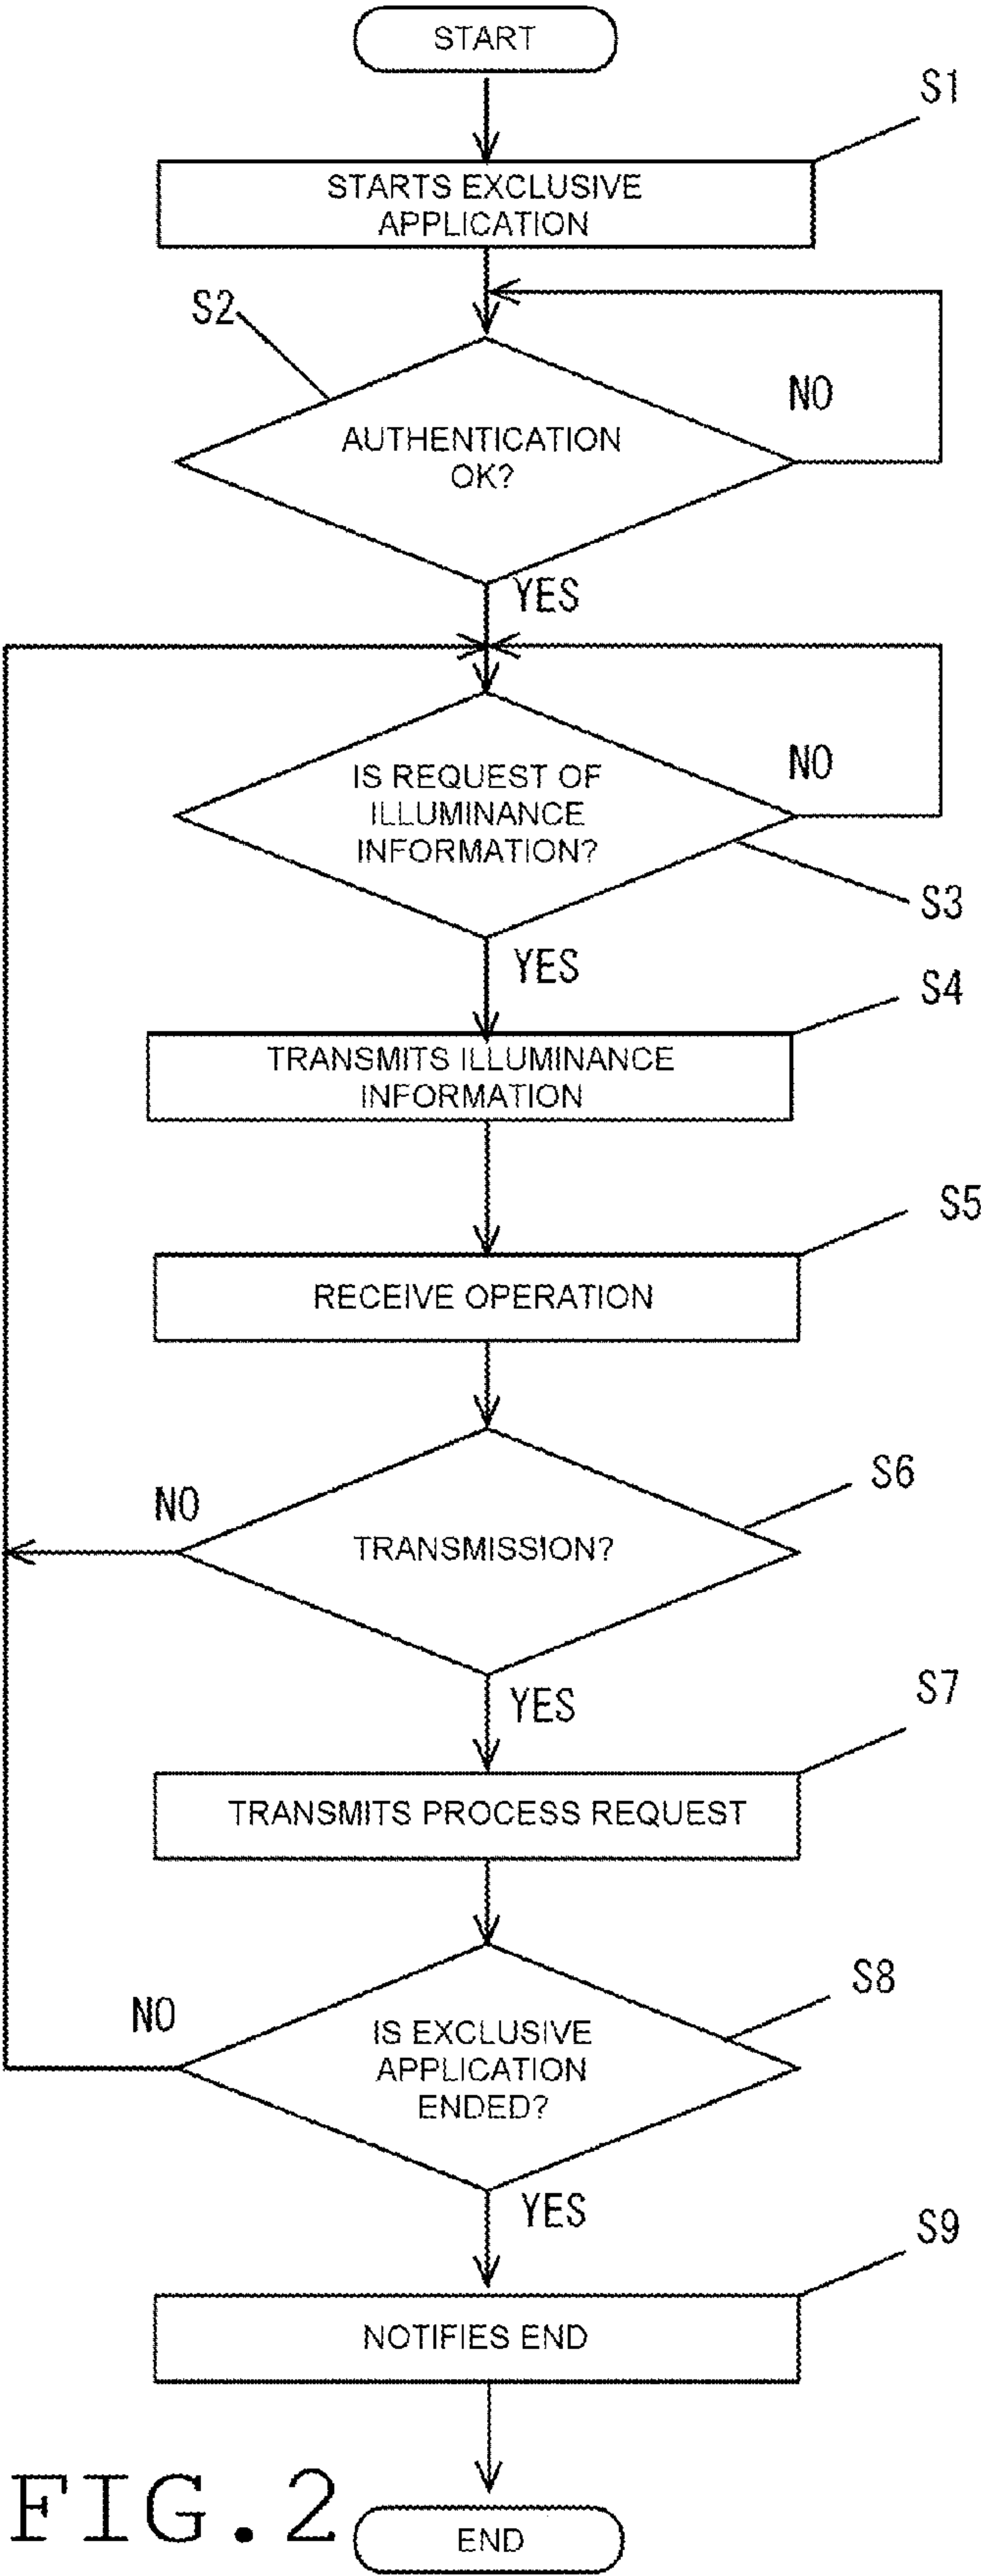 START
S1
STARTS EXCLUSIVE
APPLICATION
S2
NO
AUTHENTICATION
OK?
YES
NO
IS REQUEST OF
ILLUMINANCE
INFORMATION?
S3
YES
S4
TRANSMITS ILLUMINANCE
INFORMATION
S5
RECEIVE OPERATION
S6
NO
TRANSMISSION?
S7
YES
TRANSMITS PROCESS REQUEST
S8
NO
IS EXCLUSIVE
APPLICATION
ENDED?
YES
S9
NOTIFIES END
FIG.2
END